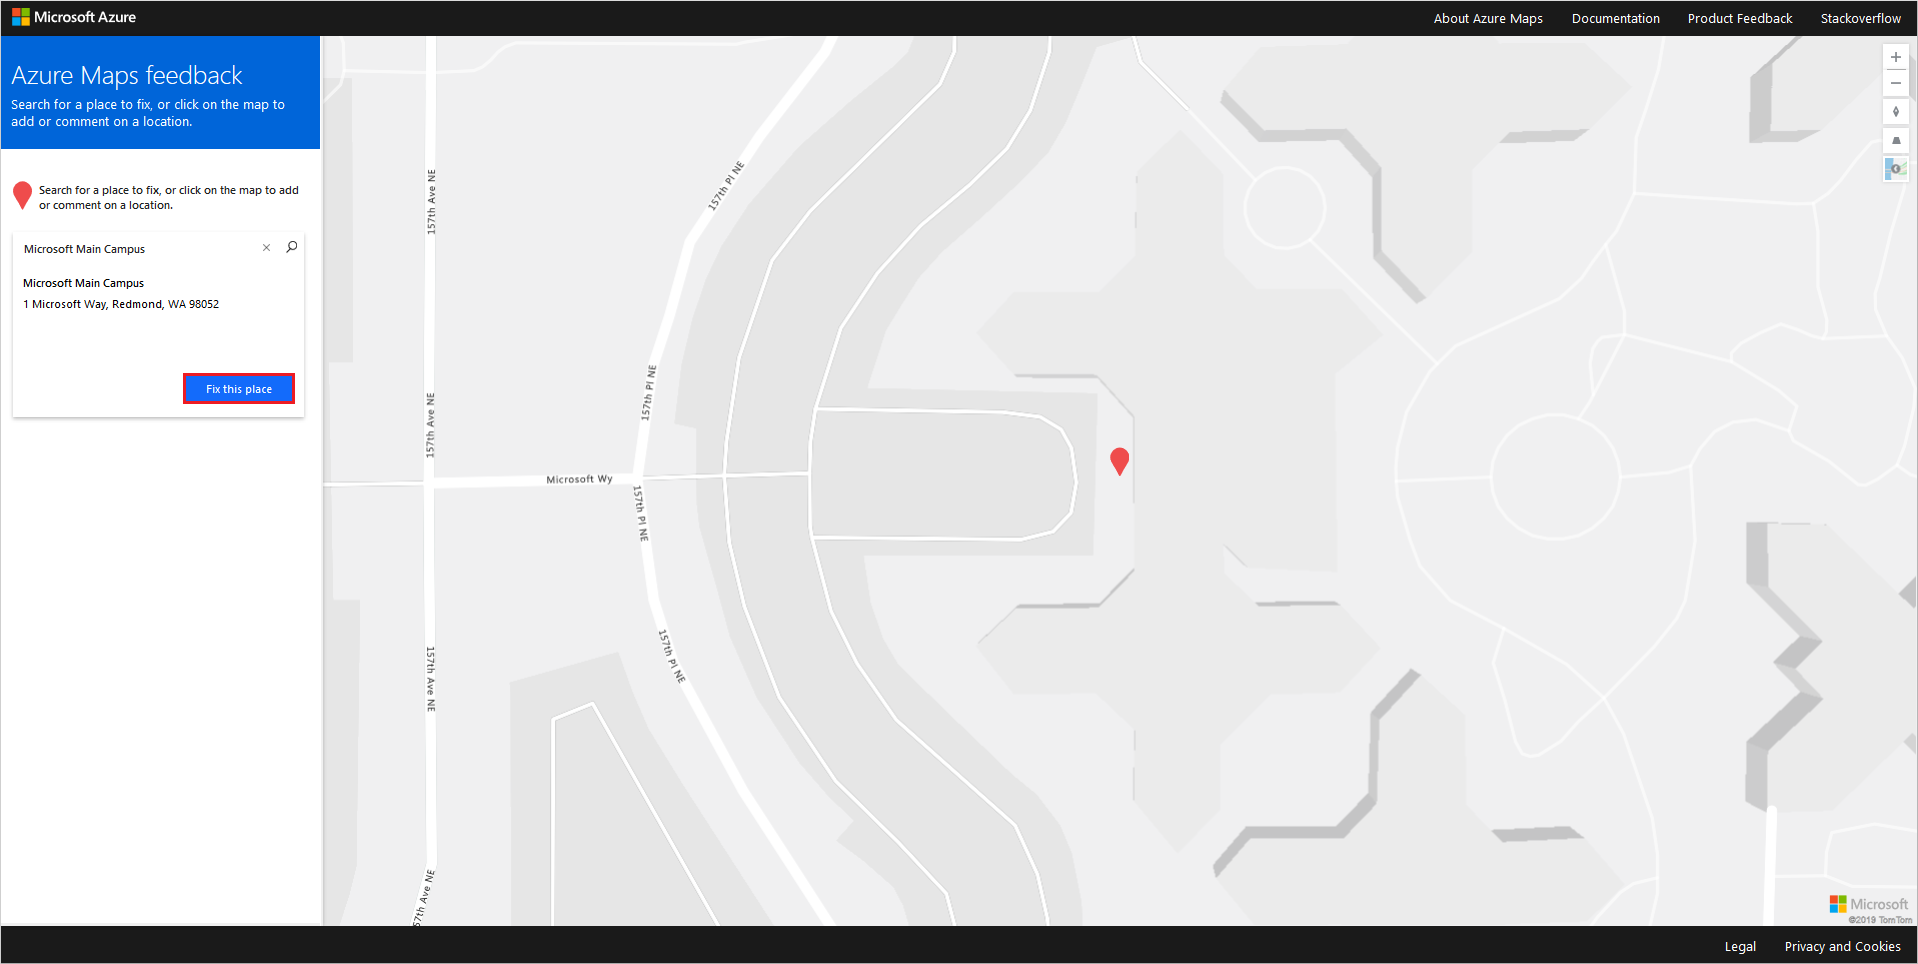 Microsoft Azure
About Azure Maps
Documentation
Product Feedback
Stackoverflow
Azure Maps feedback
Search for a place to fix, or click on the map to
add or comment on a location.
Search for a place to fix, or click on the map to add
or comment on a location.
Microsoft Main Campus
Microsoft Main Campus
1 Microsoft Way, Redmond, WA 98052
Fix this place
157th Ave NE
157th Pl NE
157th Pl NE
157th Ave NE
Microsoft Wy
157th Pl NE
157th Pl NE
157th Ave NE
57th Ave NE
Microsoft
©2019 TomTom
Legal
Privacy and Cookies